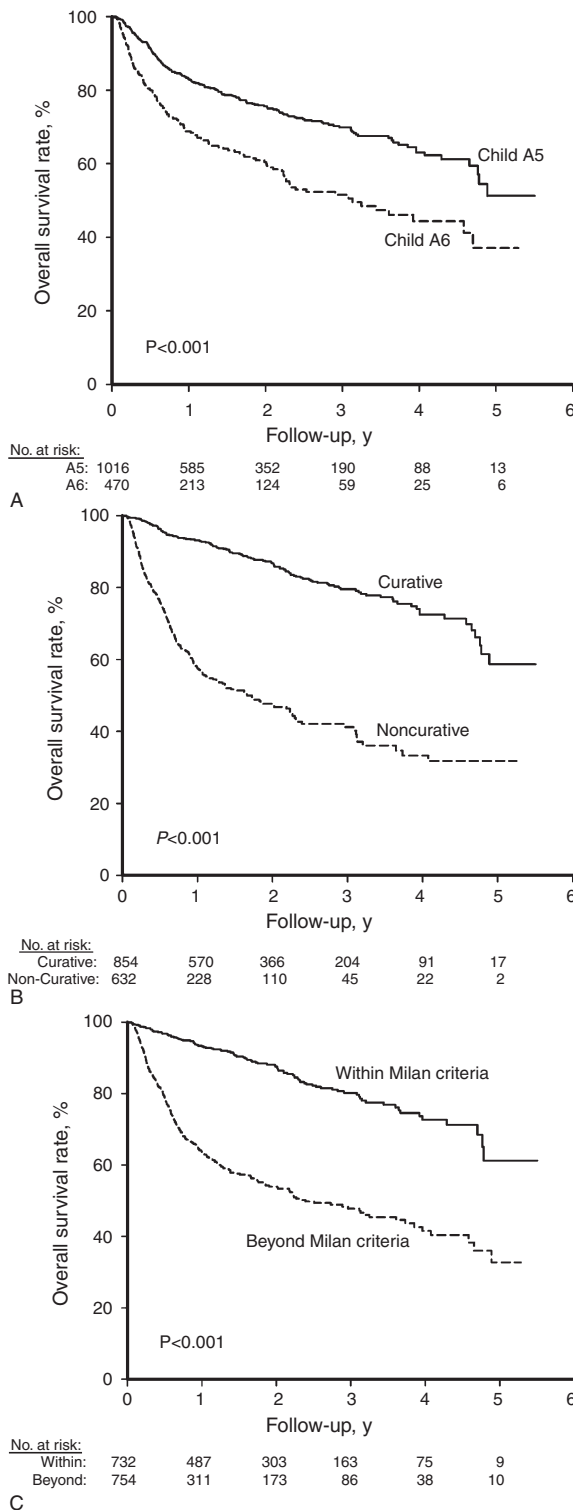 100
80
60
40
20
0
Overall survival rate, %
Child A5
Child A6
P<0.001
0 1 2 3 4 5 6
Follow-up, y
No. at risk:
A5: 1016 585 352 190 88 13
A6: 470 213 124 59 25 6
A
100
80
60
40
20
0
Overall survival rate, %
Curative
Noncurative
P<0.001
0 1 2 3 4 5 6
Follow-up, y
No. at risk:
Curative: 854 570 366 204 91 17
Non-Curative: 632 228 110 45 22 2
B
100
80
60
40
20
0
Overall survival rate, %
Within Milan criteria
Beyond Milan criteria
P<0.001
0 1 2 3 4 5 6
Follow-up, y
No. at risk:
Within: 732 487 303 163 75 9
Beyond: 754 311 173 86 38 10
C